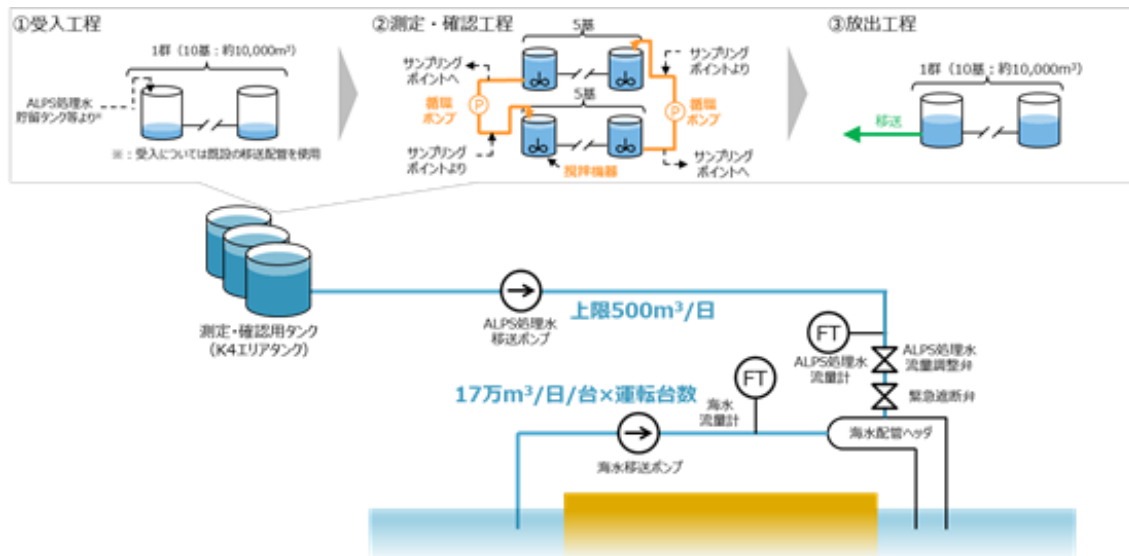 ①受入工程
1群（10基：約10,000m³）
ALPS処理水
貯留タンク等より※
※：受入については既設の移送配管を使用
②測定・確認工程
5基
サンプリング
ポイントへ
サンプリング
ポイントより
循環
ポンプ
P
5基
P
循環
ポンプ
サンプリング
ポイントより
攪拌機器
サンプリング
ポイントへ
③放出工程
1群（10基：約10,000m³）
移送
測定・確認用タンク
（K4エリアタンク）
ALPS処理水
移送ポンプ
上限500m³/日
FT
ALPS処理水
流量計
ALPS処理水
流量調整弁
緊急遮断弁
17万m³/日/台×運転台数
FT
海水
流量計
海水移送ポンプ
海水配管ヘッダ